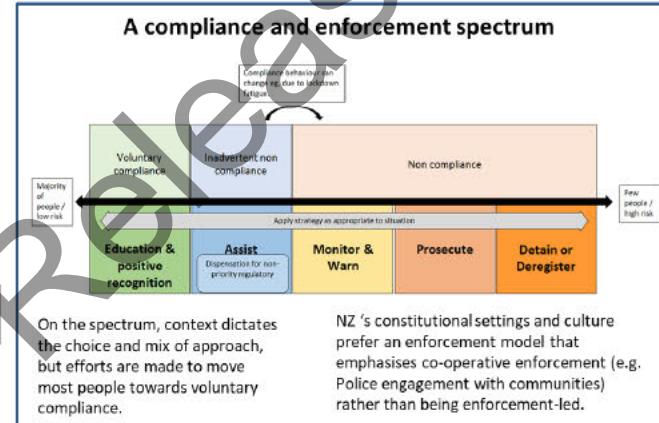 A compliance and enforcement spectrum
Compliance behaviour can
change eg, due to lockdown
fatigue
Voluntary
compliance
Inadvertent non
compliance
Non compliance
Majority
of
people /
low risk
Few
people /
high risk
Apply strategy as appropriate to situation
Education &
positive
recognition
Assist
Dispensation for non-
priority regulatory
Monitor &
Warn
Prosecute
Detain or
Deregister
On the spectrum, context dictates
the choice and mix of approach,
but efforts are made to move
most people towards voluntary
compliance.
NZ 's constitutional settings and culture
prefer an enforcement model that
emphasises co-operative enforcement (e.g.
Police engagement with communities)
rather than being enforcement-led.
Releas